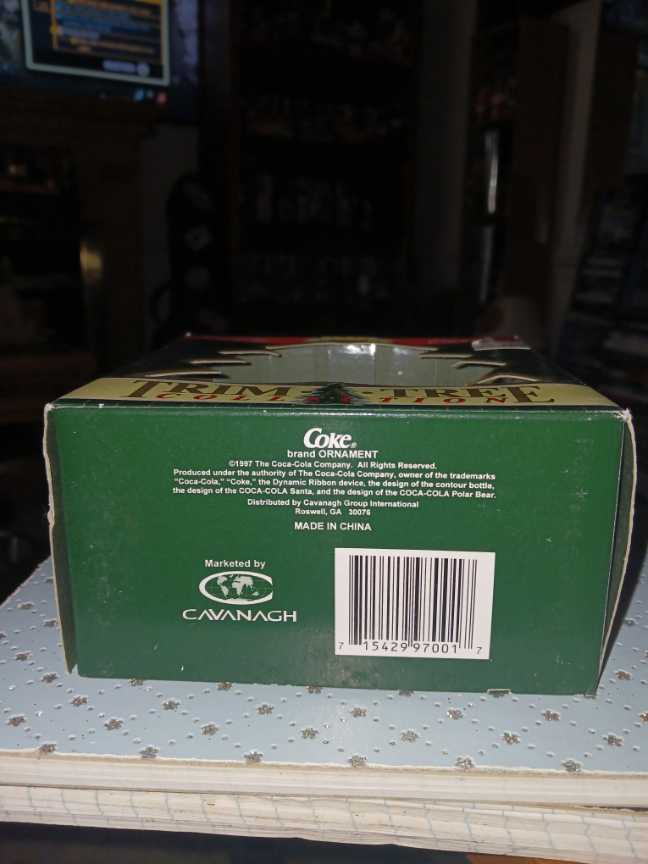 TRIM A TREE
COLLECTION
Coke®
brand ORNAMENT
©1997 The Coca-Cola Company. All Rights Reserved.
Produced under the authority of The Coca-Cola Company, owner of the trademarks
"Coca-Cola," "Coke," the Dynamic Ribbon device, the design of the contour bottle,
the design of the COCA-COLA Santa, and the design of the COCA-COLA Polar Bear.
Distributed by Cavanagh Group International
Roswell, GA 30076
MADE IN CHINA
Marketed by
CAVANAGH
7 15429 97001 7